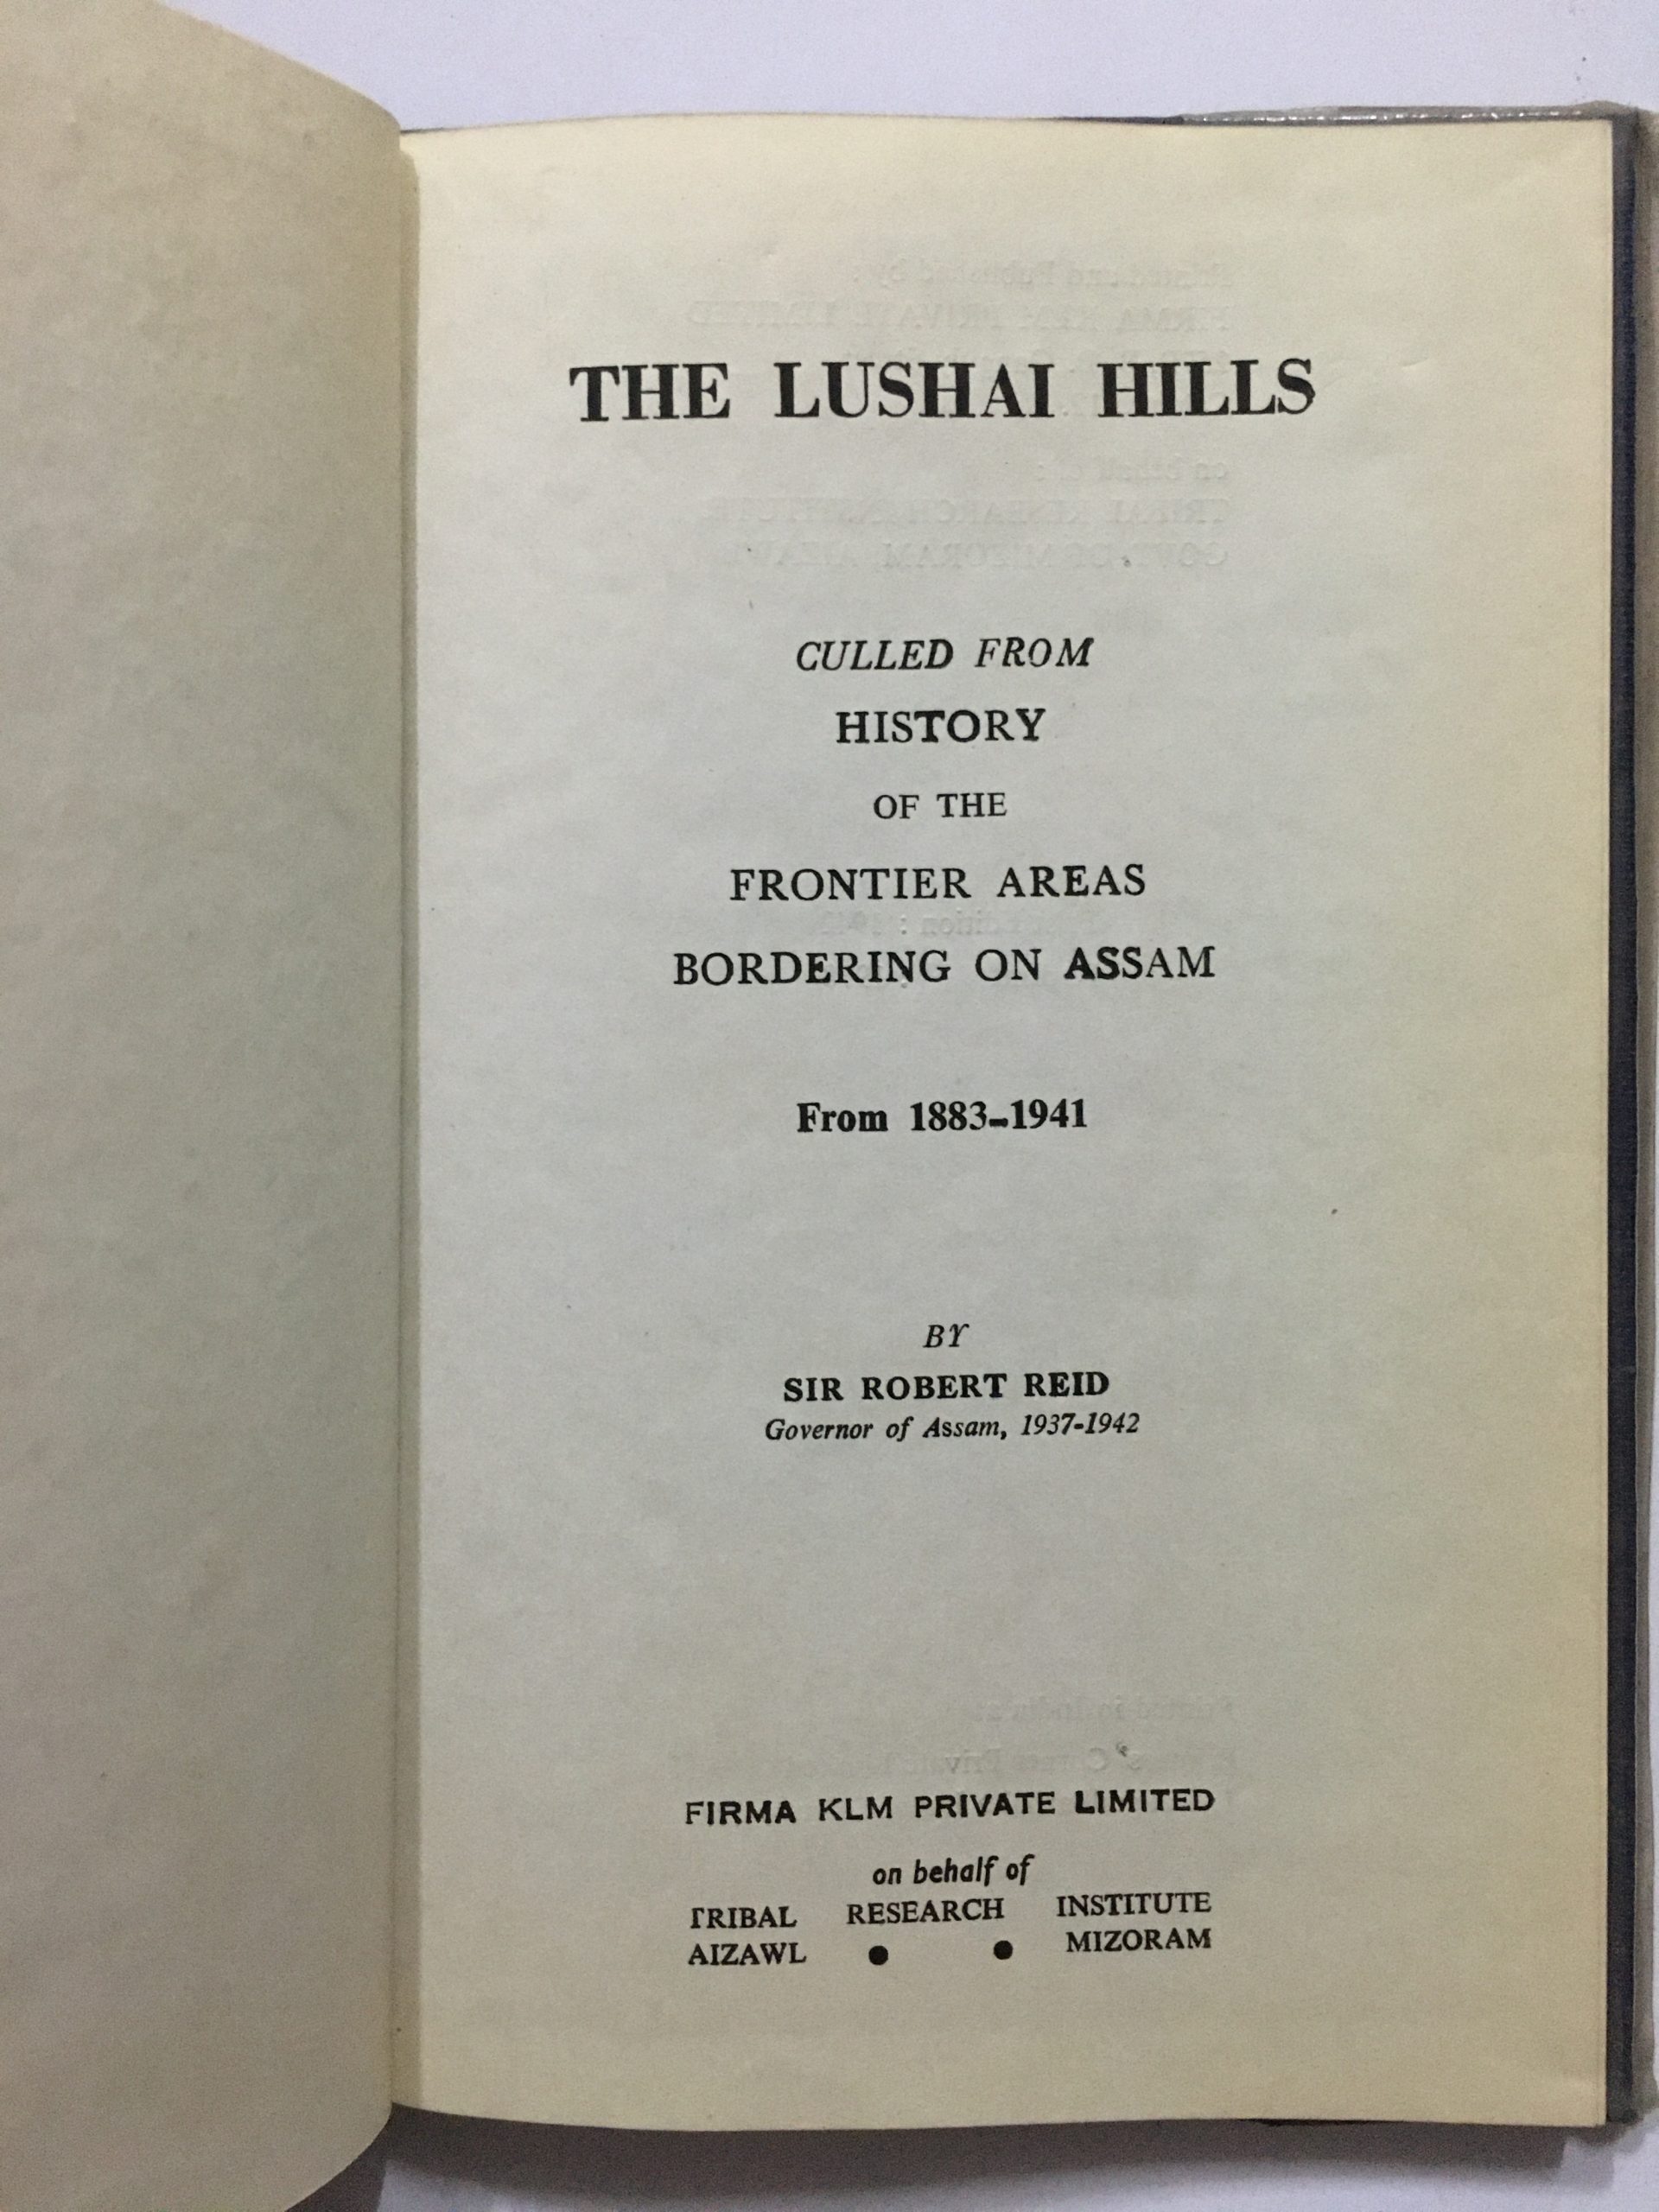 THE LUSHAI HILLS
CULLED FROM
HISTORY
OF THE
FRONTIER AREAS
BORDERING ON ASSAM
From 1883-1941
BY
SIR ROBERT REID
Governor of Assam, 1937-1942
FIRMA KLM PRIVATE LIMITED
on behalf of
TRIBAL RESEARCH INSTITUTE
AIZAWL ● ● MIZORAM